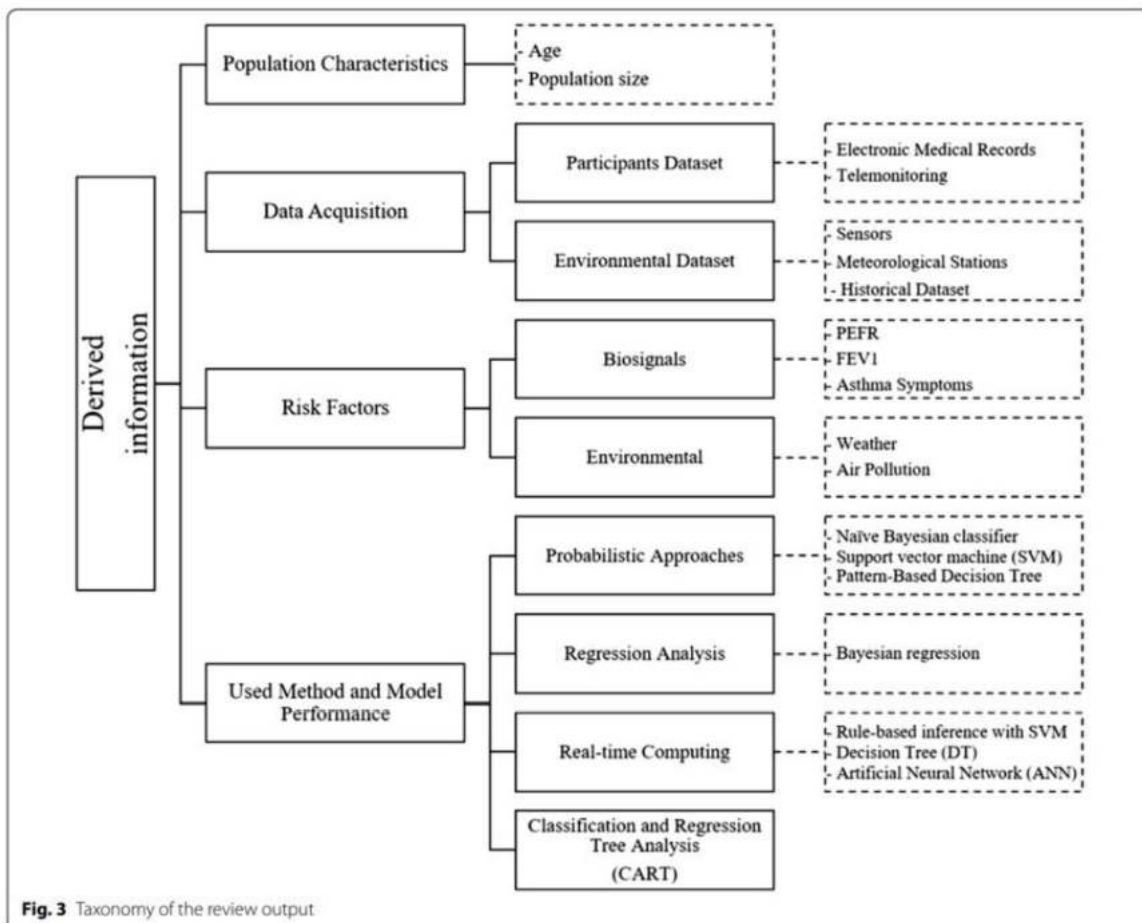 Derived
information
Population Characteristics
- Age
- Population size
Data Acquisition
Participants Dataset
- Electronic Medical Records
- Telemonitoring
Environmental Dataset
- Sensors
- Meteorological Stations
- Historical Dataset
Risk Factors
Biosignals
- PEFR
- FEV1
- Asthma Symptoms
Environmental
- Weather
- Air Pollution
Used Method and Model
Performance
Probabilistic Approaches
- Naïve Bayesian classifier
- Support vector machine (SVM)
- Pattern-Based Decision Tree
Regression Analysis
- Bayesian regression
Real-time Computing
- Rule-based inference with SVM
- Decision Tree (DT)
- Artificial Neural Network (ANN)
Classification and Regression
Tree Analysis
(CART)
Fig. 3 Taxonomy of the review output